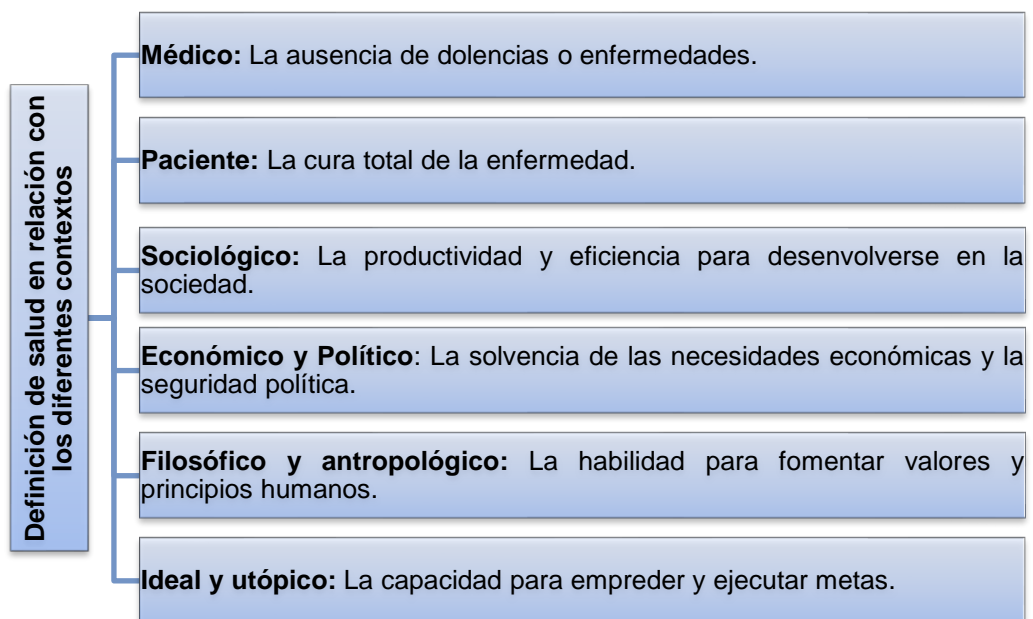 Definición de salud en relación con
los diferentes contextos
Médico: La ausencia de dolencias o enfermedades.
Paciente: La cura total de la enfermedad.
Sociológico: La productividad y eficiencia para desenvolverse en la
sociedad.
Económico y Político: La solvencia de las necesidades económicas y la
seguridad política.
Filosófico y antropológico: La habilidad para fomentar valores y
principios humanos.
Ideal y utópico: La capacidad para empreder y ejecutar metas.